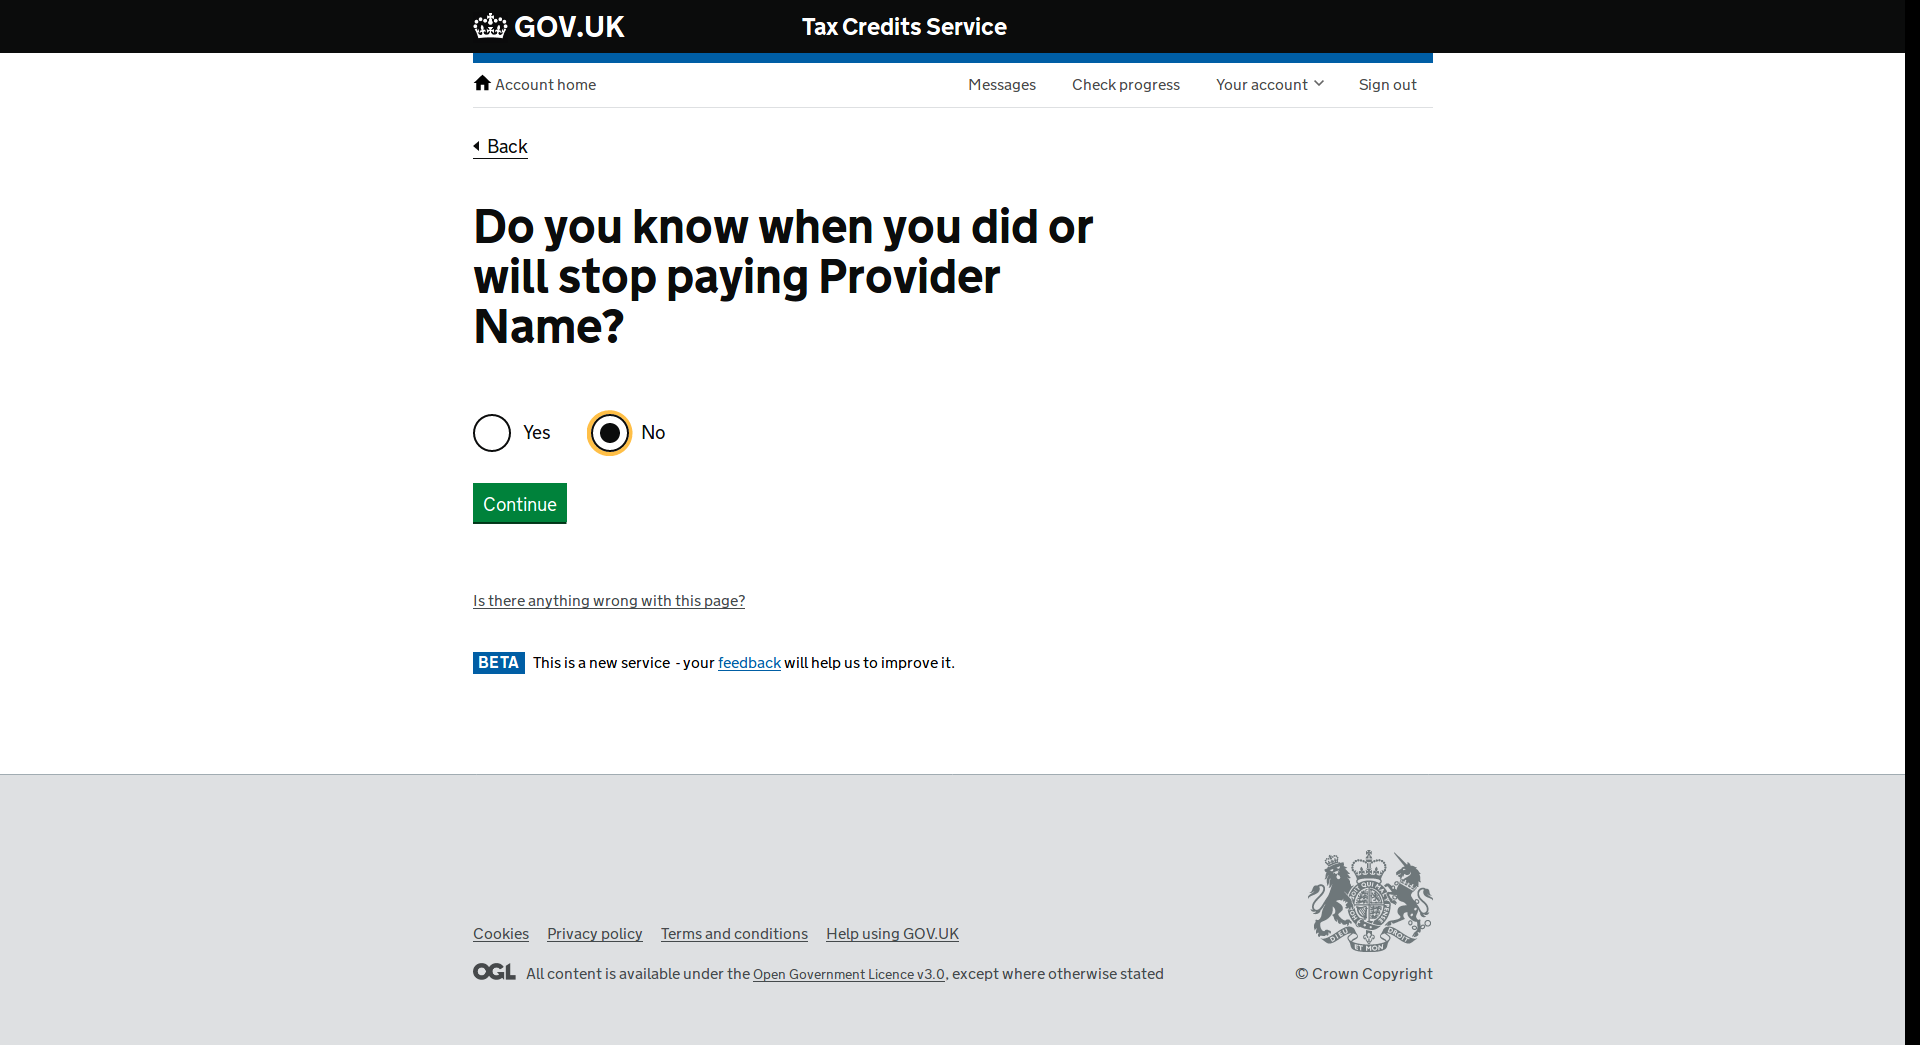 GOV.UK
Tax Credits Service
Account home
Messages
Check progress
Your account
Sign out
Back
Do you know when you did or
will stop paying Provider
Name?
Yes
No
Continue
Is there anything wrong with this page?
BETA This is a new service - your feedback will help us to improve it.
Cookies
Privacy policy
Terms and conditions
Help using GOV.UK
OGL All content is available under the Open Government Licence v3.0, except where otherwise stated
© Crown Copyright